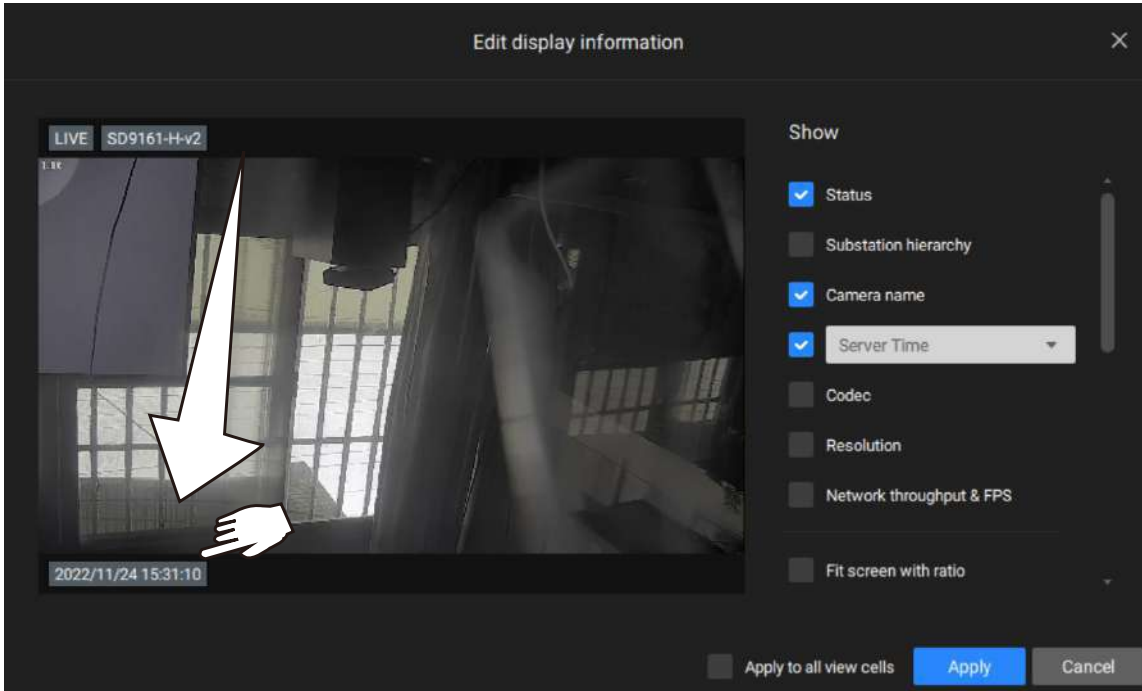 Edit display information
LIVE SD9161-H-v2
Show
Status
Substation hierarchy
Camera name
Server Time
Codec
Resolution
Network throughput & FPS
Fit screen with ratio
2022/11/24 15:31:10
Apply to all view cells Apply Cancel